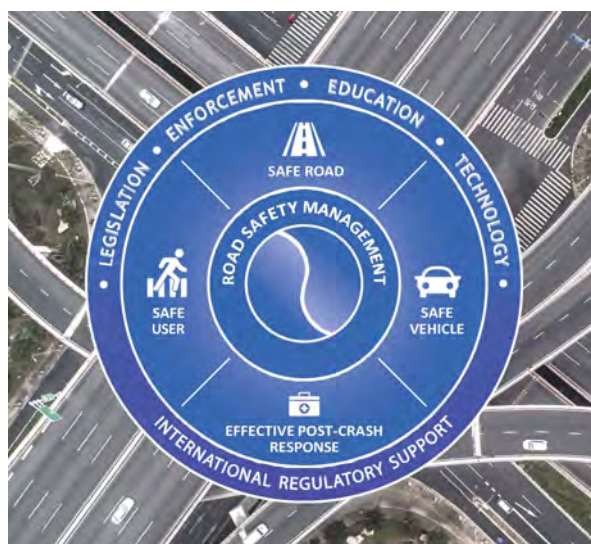 LEGISLATION • ENFORCEMENT • EDUCATION • TECHNOLOGY
SAFE ROAD
ROAD SAFETY MANAGEMENT
SAFE
USER
SAFE
VEHICLE
EFFECTIVE POST-CRASH
RESPONSE
INTERNATIONAL REGULATORY SUPPORT